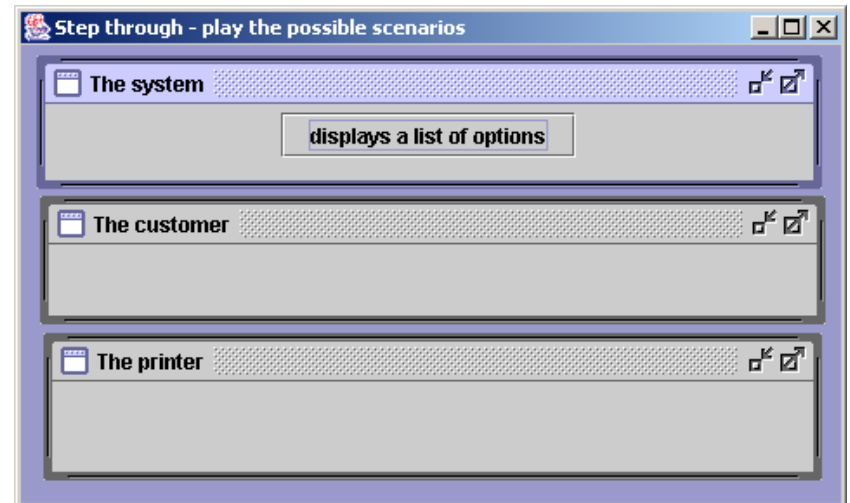 Step through - play the possible scenarios
The system
displays a list of options
The customer
The printer